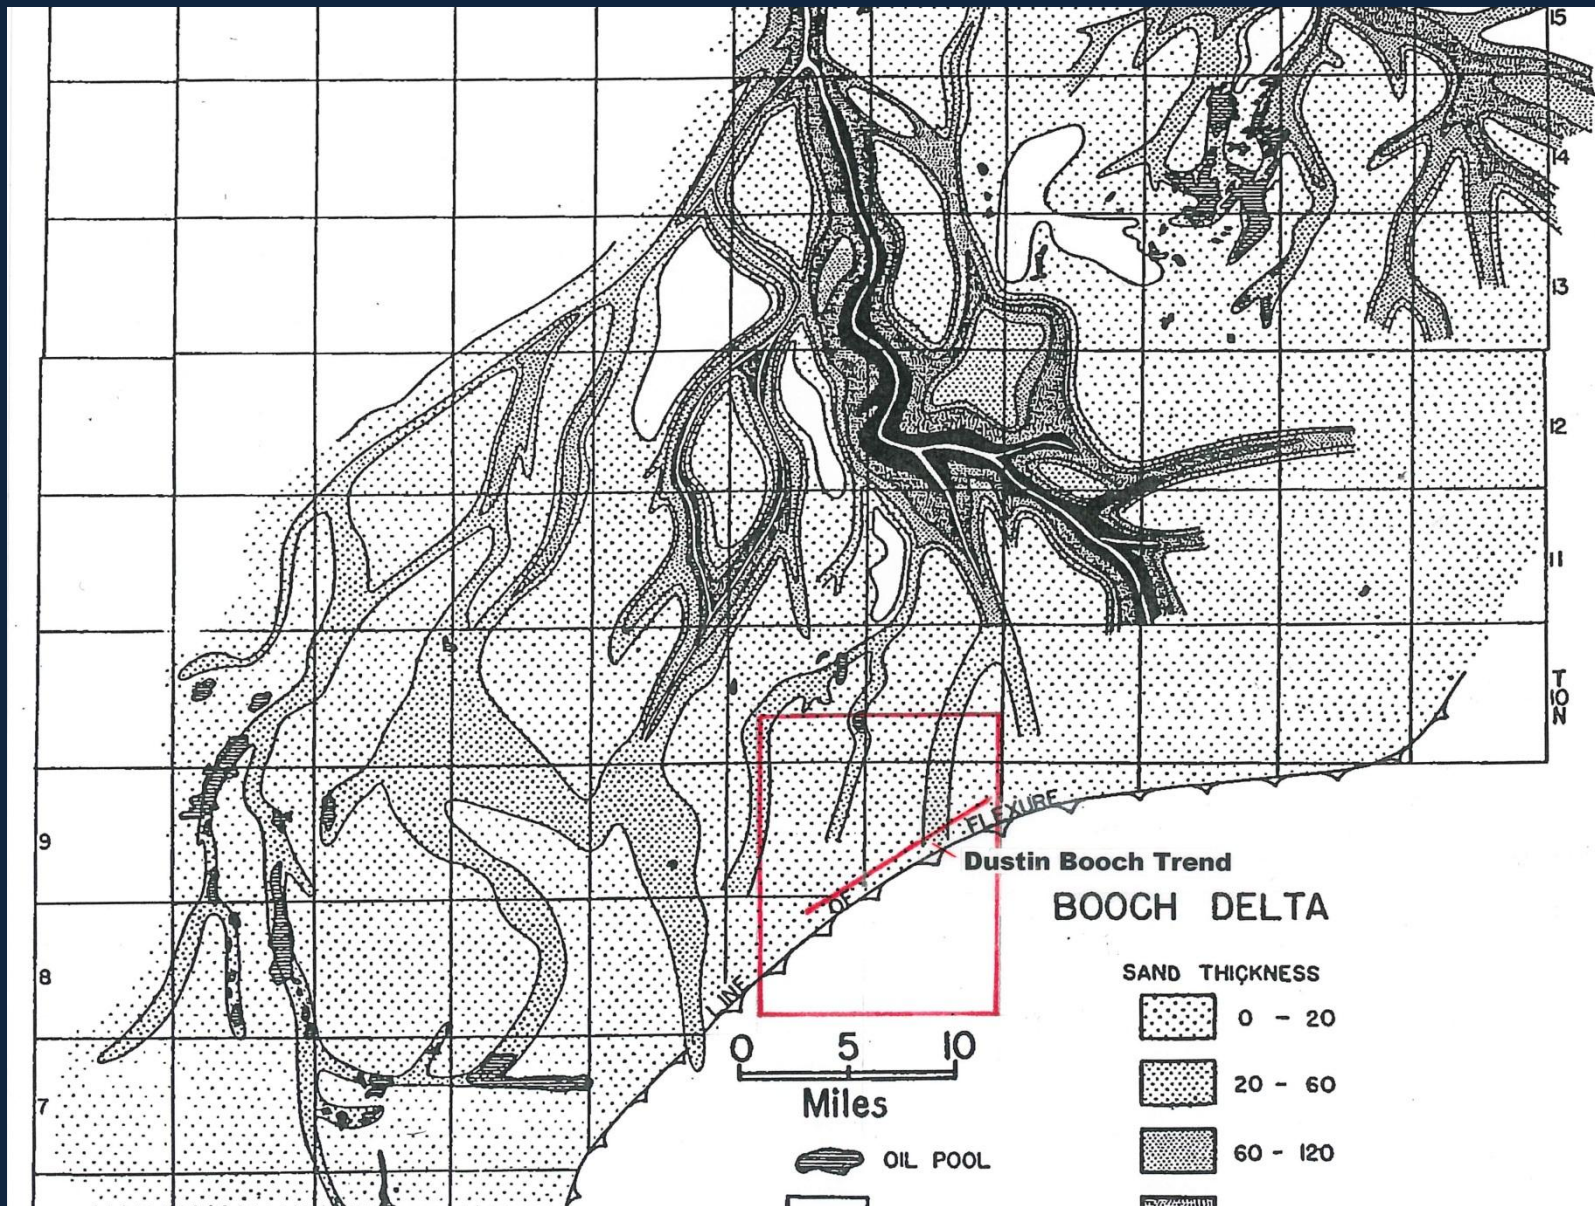 15
14
13
12
11
T
10
N
9
8
7
LINE OF FLEXURE
Dustin Booch Trend
BOOCH DELTA
SAND THICKNESS
0 - 20
20 - 60
60 - 120
0 5 10
Miles
OIL POOL